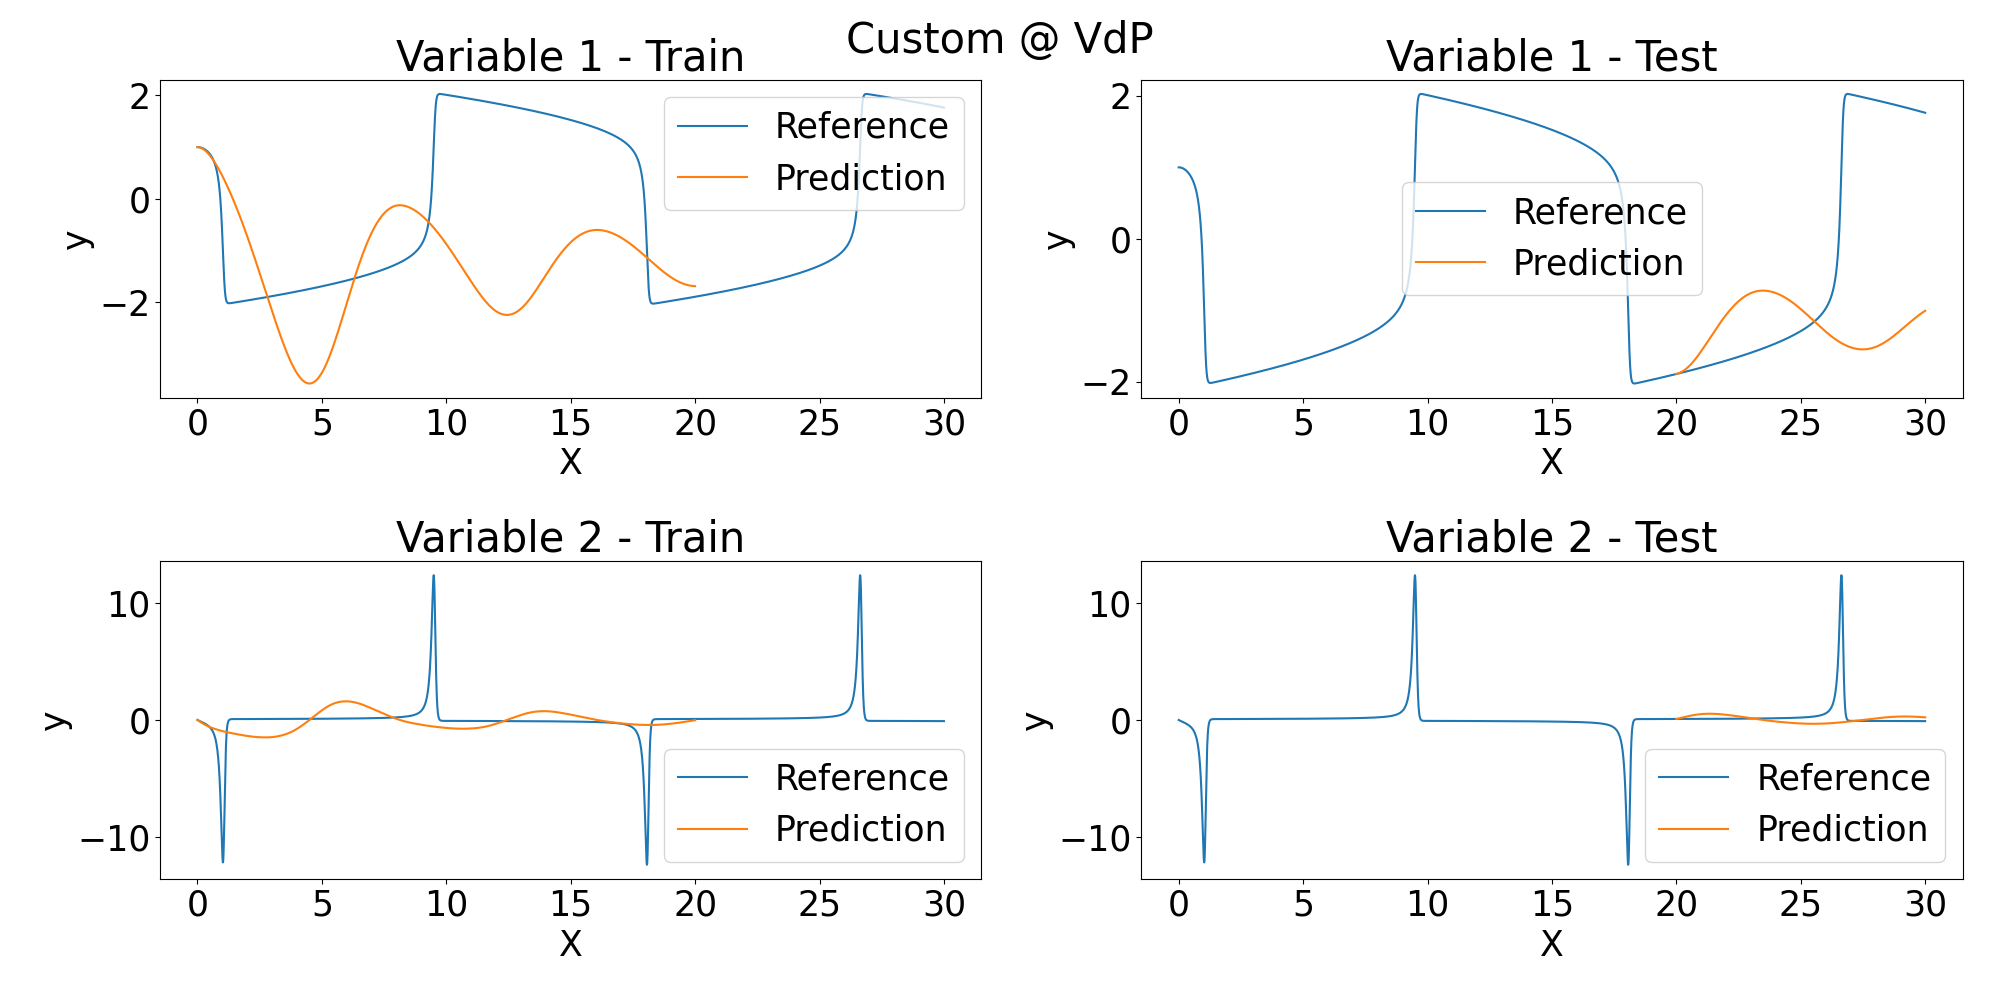 Custom @ VdP
Variable 1 - Train
2
0
−2
y
0 5 10 15 20 25 30
X
Reference
Prediction
Variable 1 - Test
2
0
−2
y
0 5 10 15 20 25 30
X
Reference
Prediction
Variable 2 - Train
10
0
−10
y
0 5 10 15 20 25 30
X
Reference
Prediction
Variable 2 - Test
10
0
−10
y
0 5 10 15 20 25 30
X
Reference
Prediction